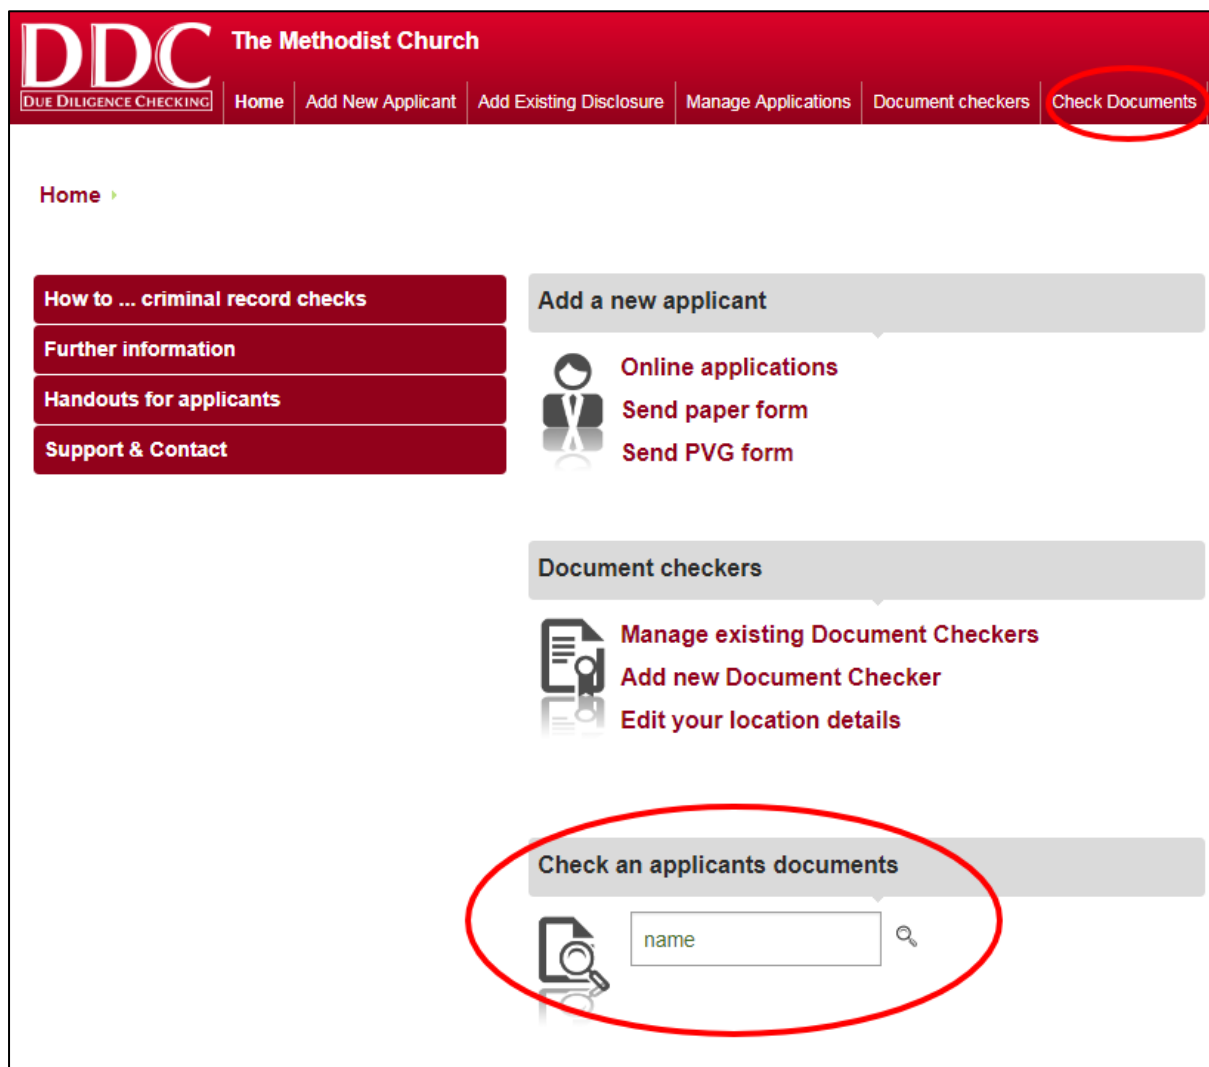 DDC
DUE DILIGENCE CHECKING
The Methodist Church
Home
Add New Applicant
Add Existing Disclosure
Manage Applications
Document checkers
Check Documents
Home
How to ... criminal record checks
Further information
Handouts for applicants
Support & Contact
Add a new applicant
Online applications
Send paper form
Send PVG form
Document checkers
Manage existing Document Checkers
Add new Document Checker
Edit your location details
Check an applicants documents
name